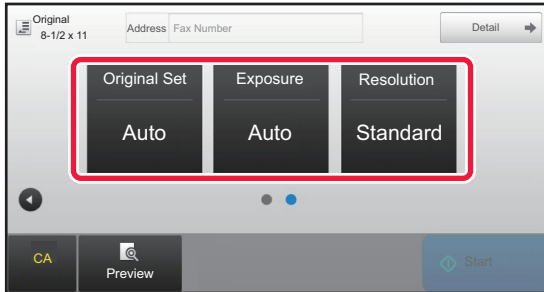 Original
8-1/2 x 11
Address Fax Number
Detail
Original Set Exposure Resolution
Auto Auto Standard
CA
Preview
Start